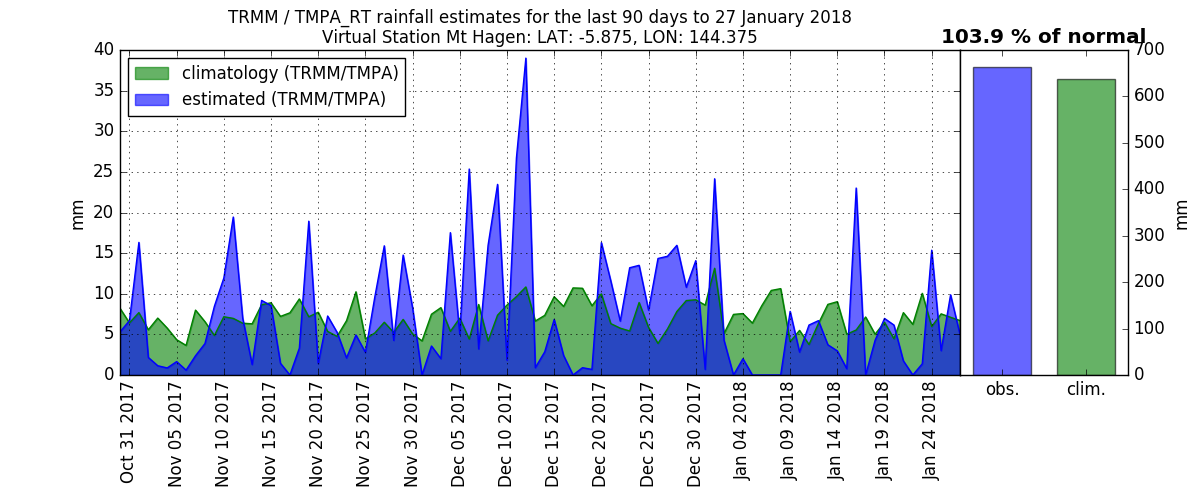 TRMM / TMPA_RT rainfall estimates for the last 90 days to 27 January 2018
Virtual Station Mt Hagen: LAT: -5.875, LON: 144.375
103.9 % of normal
climatology (TRMM/TMPA)
estimated (TRMM/TMPA)
mm
40
35
30
25
20
15
10
5
0
Oct 31 2017
Nov 05 2017
Nov 10 2017
Nov 15 2017
Nov 20 2017
Nov 25 2017
Nov 30 2017
Dec 05 2017
Dec 10 2017
Dec 15 2017
Dec 20 2017
Dec 25 2017
Dec 30 2017
Jan 04 2018
Jan 09 2018
Jan 14 2018
Jan 19 2018
Jan 24 2018
obs.
clim.
700
600
500
400
300
200
100
0
mm